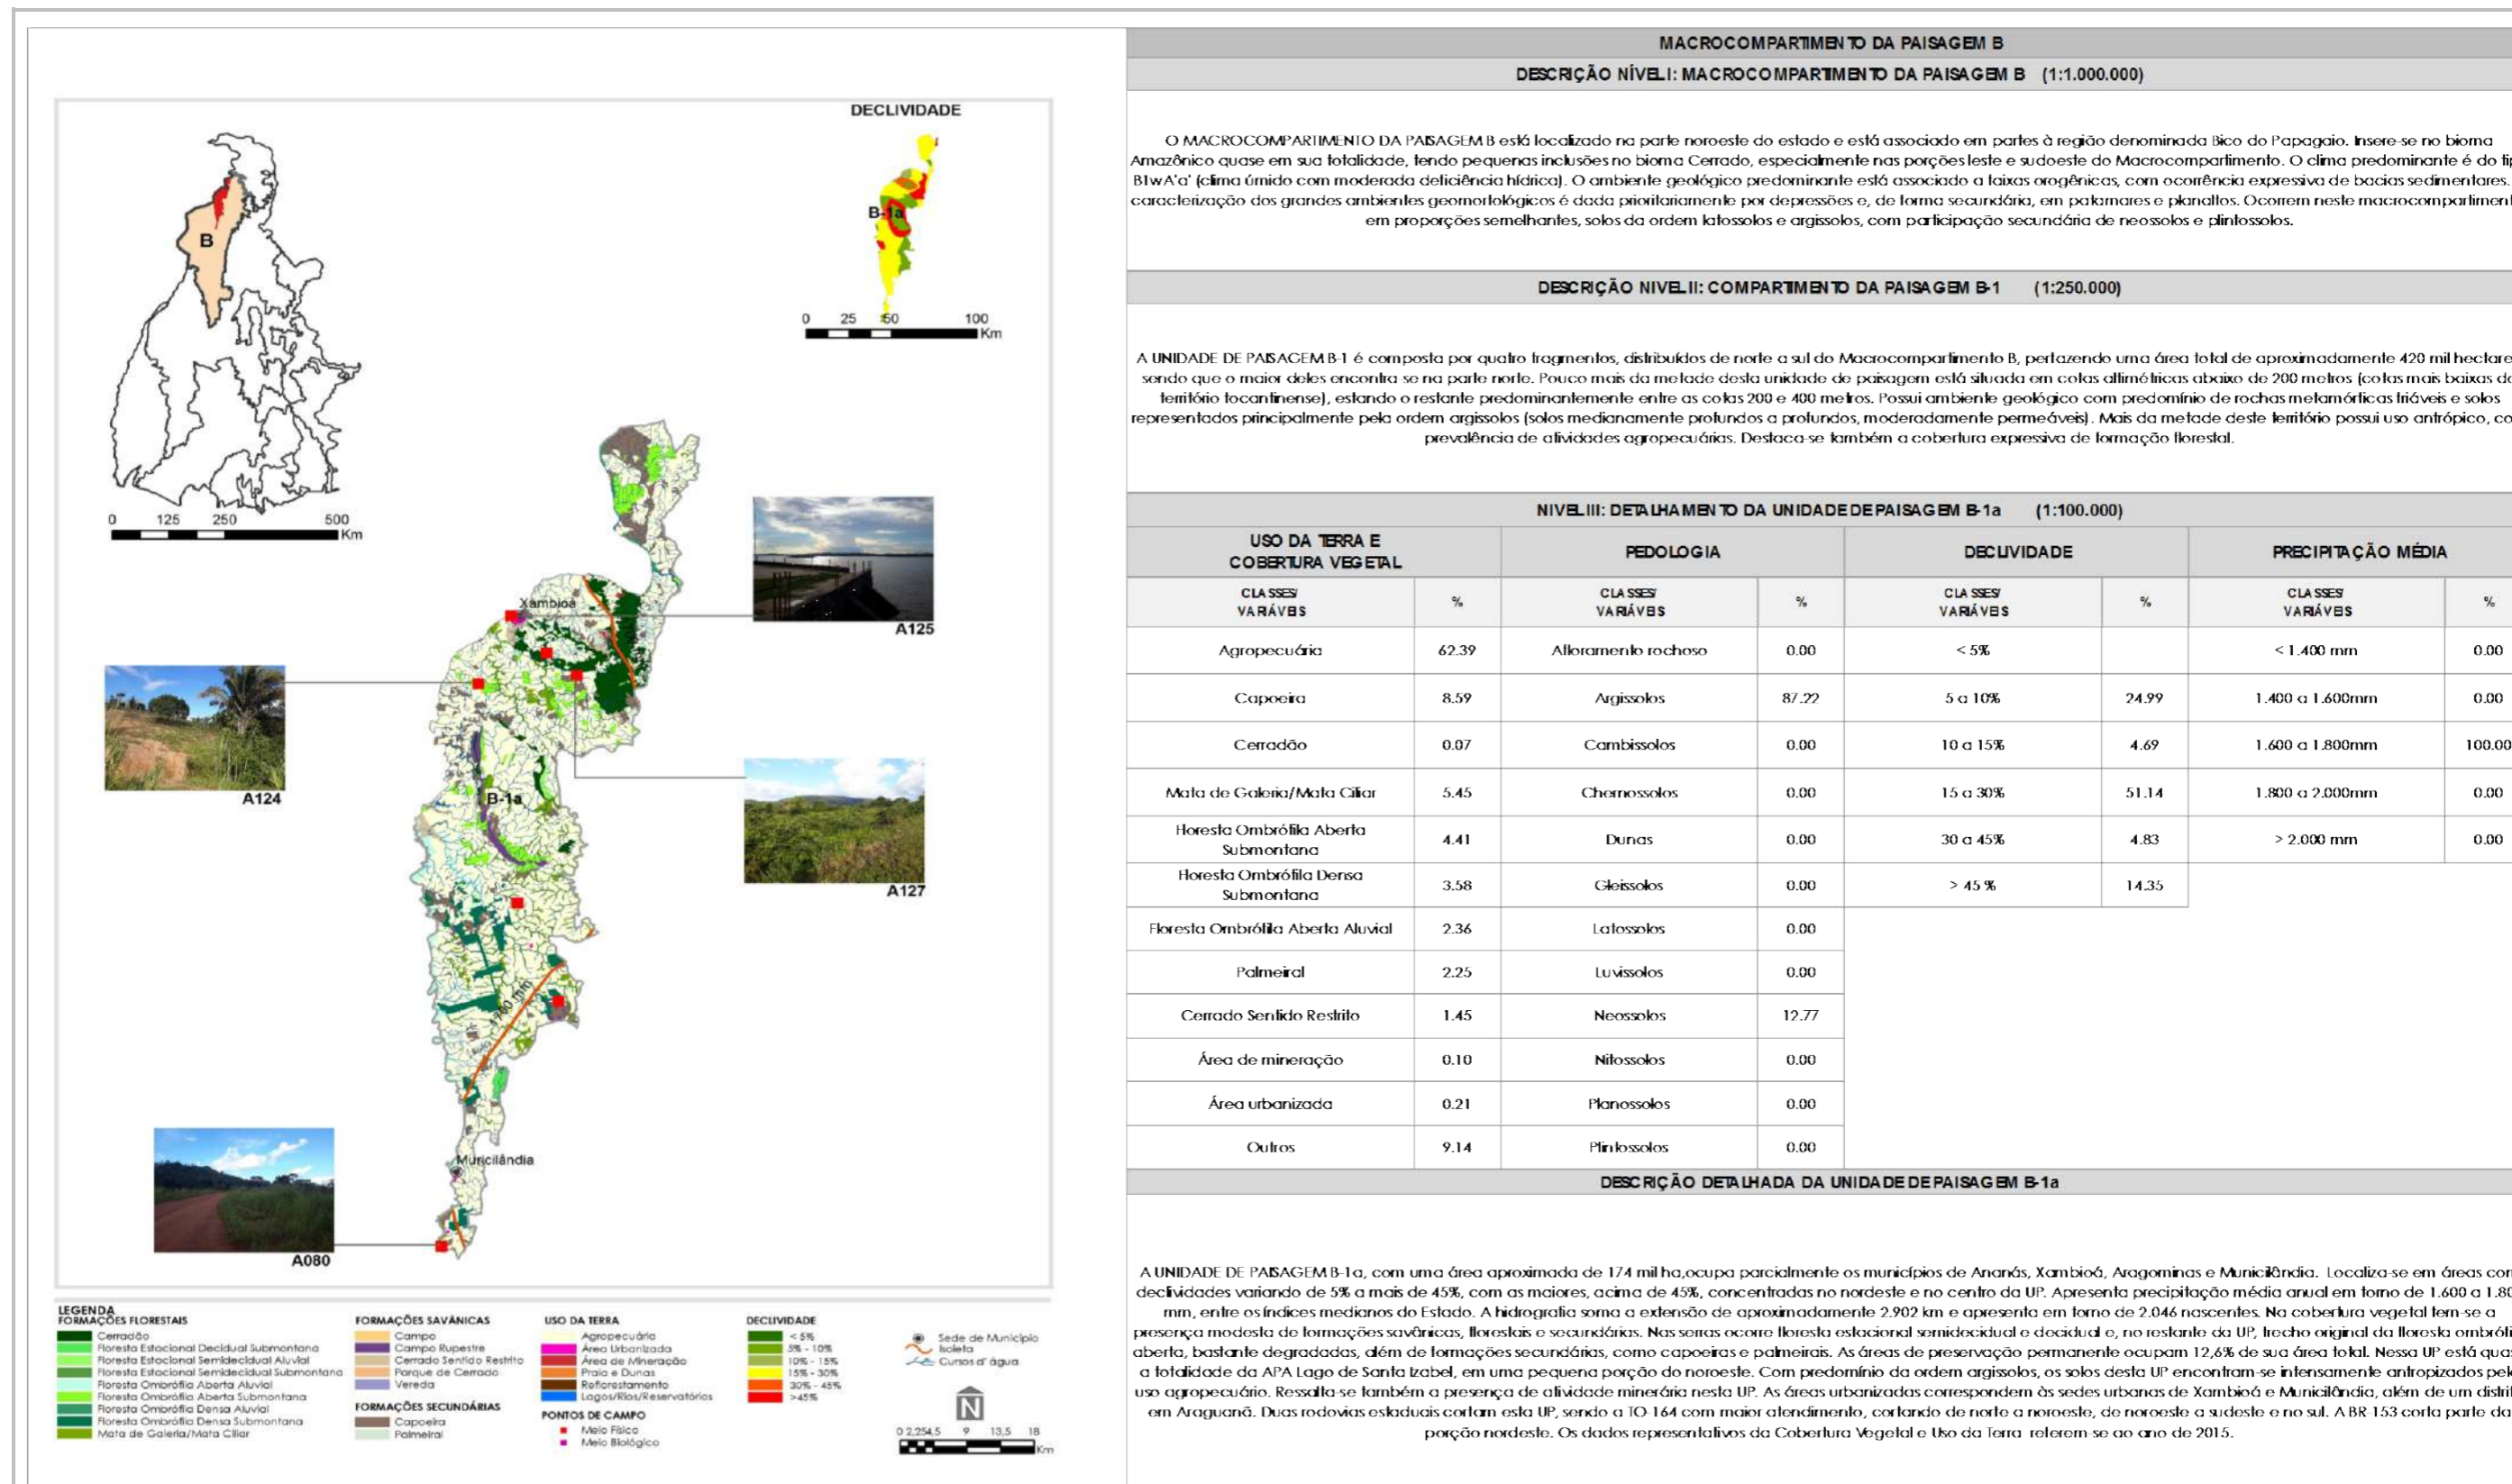 DECLIVIDADE
B-1a
0 25 50 100
Km
B
0 125 250 500
Km
Xambioá
A125
A124
B-1a
A127
1700 mm
Muricilândia
A080
LEGENDA
FORMAÇÕES FLORESTAIS
Cerradão
Floresta Estacional Decidual Submontana
Floresta Estacional Semidecidual Aluvial
Floresta Estacional Semidecidual Submontana
Floresta Ombrófila Aberta Aluvial
Floresta Ombrófila Aberta Submontana
Floresta Ombrófila Densa Aluvial
Floresta Ombrófila Densa Submontana
Mata de Galeria/Mata Ciliar
FORMAÇÕES SAVÂNICAS
Campo
Campo Rupestre
Cerrado Sentido Restrito
Parque de Cerrado
Vereda
FORMAÇÕES SECUNDÁRIAS
Capoeira
Palmeiral
USO DA TERRA
Agropecuária
Área Urbanizada
Área de Mineração
Praia e Dunas
Reflorestamento
Lagos/Rios/Reservatórios
PONTOS DE CAMPO
Meio Físico
Meio Biológico
DECLIVIDADE
< 5%
5% - 10%
10% - 15%
15% - 30%
30% - 45%
>45%
Sede de Município
Isoieta
Cursos d' água
N
0 2,254,5 9 13,5 18
Km
MACROCOMPARTIMENTO DA PAISAGEM B
DESCRIÇÃO NÍVEL I: MACROCOMPARTIMENTO DA PAISAGEM B (1:1.000.000)
O MACROCOMPARTIMENTO DA PAISAGEM B está localizado na parte noroeste do estado e está associado em partes à região denominada Bico do Papagaio. Insere-se no bioma
Amazônico quase em sua totalidade, tendo pequenas inclusões no bioma Cerrado, especialmente nas porções leste e sudoeste do Macrocompartimento. O clima predominante é do
B1wA'a' (clima úmido com moderada deficiência hídrica). O ambiente geológico predominante está associado a faixas orogênicas, com ocorrência expressiva de bacias sedimentares.
caracterização dos grandes ambientes geomorfológicos é dada prioritariamente por depressões e, de forma secundária, em patamares e planaltos. Ocorrem neste macrocompartiment
em proporções semelhantes, solos da ordem latossolos e argissolos, com participação secundária de neossolos e plintossolos.
DESCRIÇÃO NIVEL II: COMPARTIMENTO DA PAISAGEM B-1 (1:250.000)
A UNIDADE DE PAISAGEM B-1 é composta por quatro fragmentos, distribuídos de norte a sul do Macrocompartimento B, perfazendo uma área total de aproximadamente 420 mil hectare
sendo que o maior deles encontra se na parte norte. Pouco mais da metade desta unidade de paisagem está situada em cotas altimétricas abaixo de 200 metros (cotas mais baixas do
território tocantinense), estando o restante predominantemente entre as cotas 200 e 400 metros. Possui ambiente geológico com predomínio de rochas metamórficas friáveis e solos
representados principalmente pela ordem argissolos (solos medianamente profundos a profundos, moderadamente permeáveis). Mais da metade deste território possui uso antrópico, co
prevalência de atividades agropecuárias. Destaca-se também a cobertura expressiva de formação florestal.
NIVEL III: DETALHAMENTO DA UNIDADE DE PAISAGEM B-1a (1:100.000)
USO DA TERRA E COBERTURA VEGETAL PEDOLOGIA DECLIVIDADE PRECIPITAÇÃO MÉDIA
CLASSES/ VARIÁVEIS % CLASSES/ VARIÁVEIS % CLASSES/ VARIÁVEIS % CLASSES/ VARIÁVEIS %
Agropecuária 62.39 Afloramento rochoso 0.00 < 5% < 1.400 mm 0.00
Capoeira 8.59 Argissolos 87.22 5 a 10% 24.99 1.400 a 1.600mm 0.00
Cerradão 0.07 Cambissolos 0.00 10 a 15% 4.69 1.600 a 1.800mm 100.00
Mata de Galeria/Mata Ciliar 5.45 Chernossolos 0.00 15 a 30% 51.14 1.800 a 2.000mm 0.00
Floresta Ombrófila Aberta Submontana 4.41 Dunas 0.00 30 a 45% 4.83 > 2.000 mm 0.00
Floresta Ombrófila Densa Submontana 3.58 Gleissolos 0.00 > 45 % 14.35
Floresta Ombrófila Aberta Aluvial 2.36 Latossolos 0.00
Palmeiral 2.25 Luvissolos 0.00
Cerrado Sentido Restrito 1.45 Neossolos 12.77
Área de mineração 0.10 Nitossolos 0.00
Área urbanizada 0.21 Planossolos 0.00
Outros 9.14 Plintossolos 0.00
DESCRIÇÃO DETALHADA DA UNIDADE DE PAISAGEM B-1a
A UNIDADE DE PAISAGEM B-1a, com uma área aproximada de 174 mil ha,ocupa parcialmente os municípios de Ananás, Xambioá, Aragominas e Municilândia. Localiza-se em áreas com
declividades variando de 5% a mais de 45%, com as maiores, acima de 45%, concentradas no nordeste e no centro da UP. Apresenta precipitação média anual em torno de 1.600 a 1.80
mm, entre os índices medianos do Estado. A hidrografia soma a extensão de aproximadamente 2.902 km e apresenta em torno de 2.046 nascentes. Na cobertura vegetal tem-se a
presença modesta de formações savânicas, florestais e secundárias. Nas serras ocorre floresta estacional semidecidual e decidual e, no restante da UP, trecho original da floresta ombrófil
aberta, bastante degradadas, além de formações secundárias, como capoeiras e palmeirais. As áreas de preservação permanente ocupam 12,6% de sua área total. Nessa UP está quas
a totalidade da APA Lago de Santa Izabel, em uma pequena porção do noroeste. Com predomínio da ordem argissolos, os solos desta UP encontram-se intensamente antropizados pelo
uso agropecuário. Ressalta-se também a presença de atividade minerária nesta UP. As áreas urbanizadas correspondem às sedes urbanas de Xambioá e Municilândia, além de um distrit
em Araguanã. Duas rodovias estaduais cortam esta UP, sendo a TO-164 com maior atendimento, cortando de norte a noroeste, de noroeste a sudeste e no sul. A BR-153 corta parte da
porção nordeste. Os dados representativos da Cobertura Vegetal e Uso da Terra referem-se ao ano de 2015.